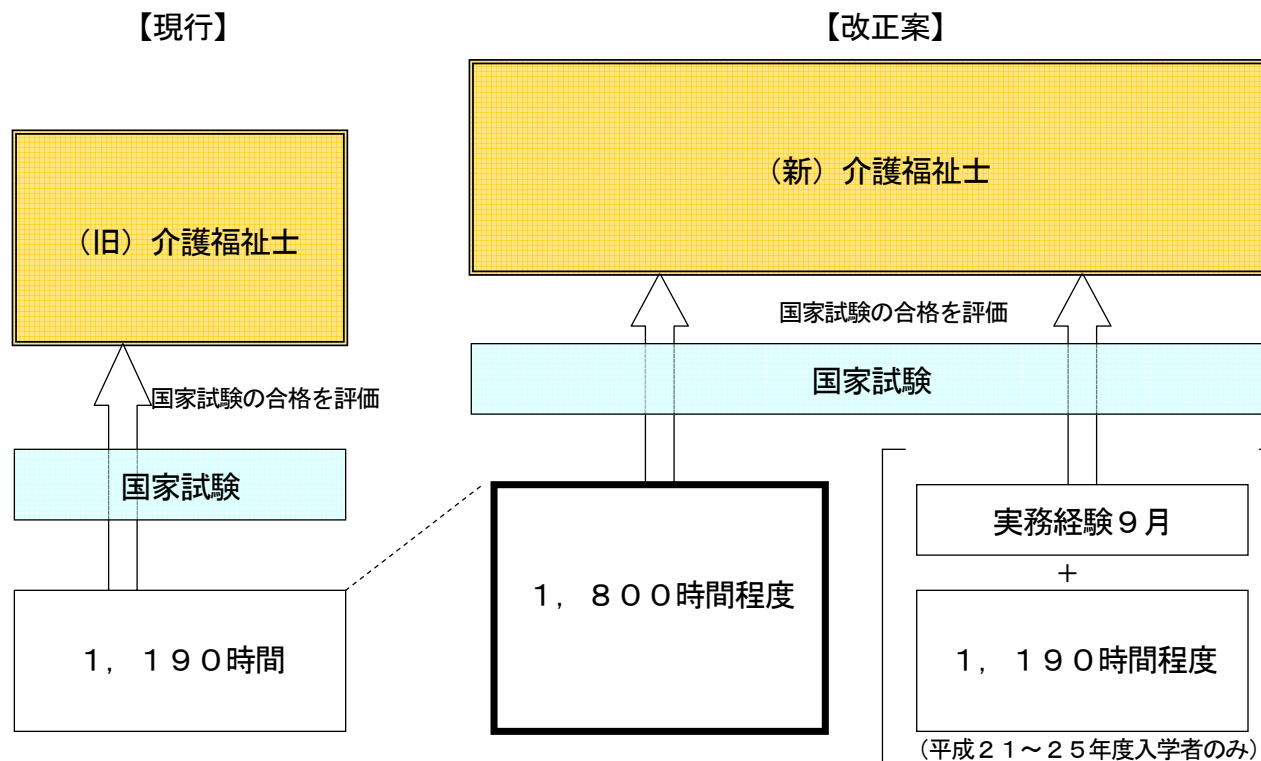 【現行】
【改正案】
（旧）介護福祉士
国家試験の合格を評価
国家試験
１，１９０時間
（新）介護福祉士
国家試験の合格を評価
国家試験
１，８００時間程度
実務経験９月
＋
１，１９０時間程度
（平成２１～２５年度入学者のみ）